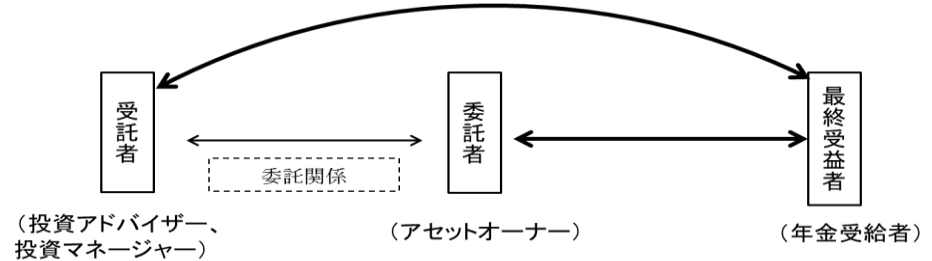 受託者
委託者
最終受益者
委託関係
（投資アドバイザー、
投資マネージャー）
（アセットオーナー）
（年金受給者）